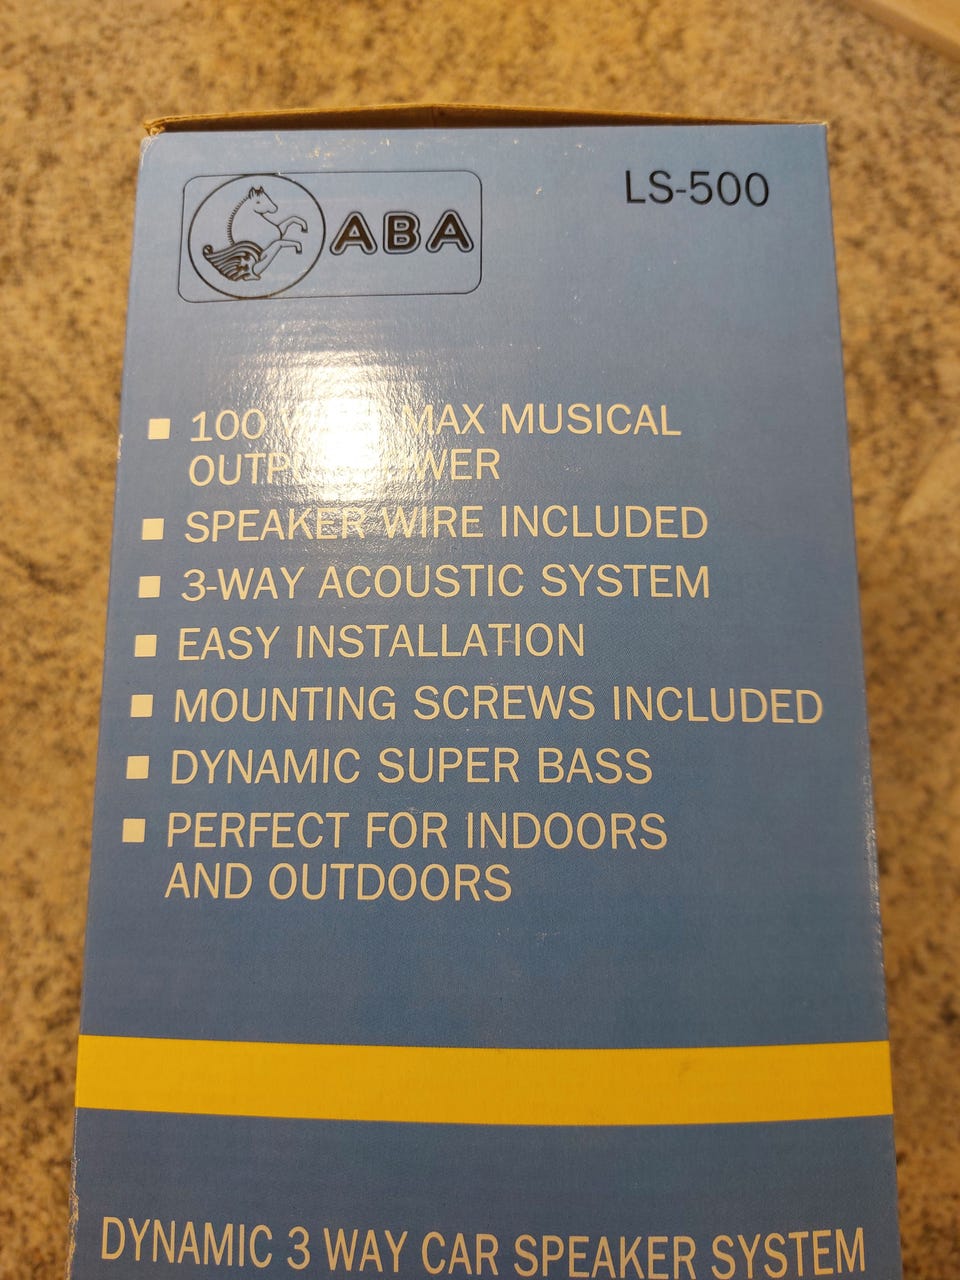 ABA
LS-500
100 MAX MUSICAL
SPEAKER WIRE INCLUDED
3-WAY ACOUSTIC SYSTEM
EASY INSTALLATION
MOUNTING SCREWS INCLUDED
DYNAMIC SUPER BASS
PERFECT FOR INDOORS
AND OUTDOORS
DYNAMIC 3 WAY CAR SPEAKER SYSTEM